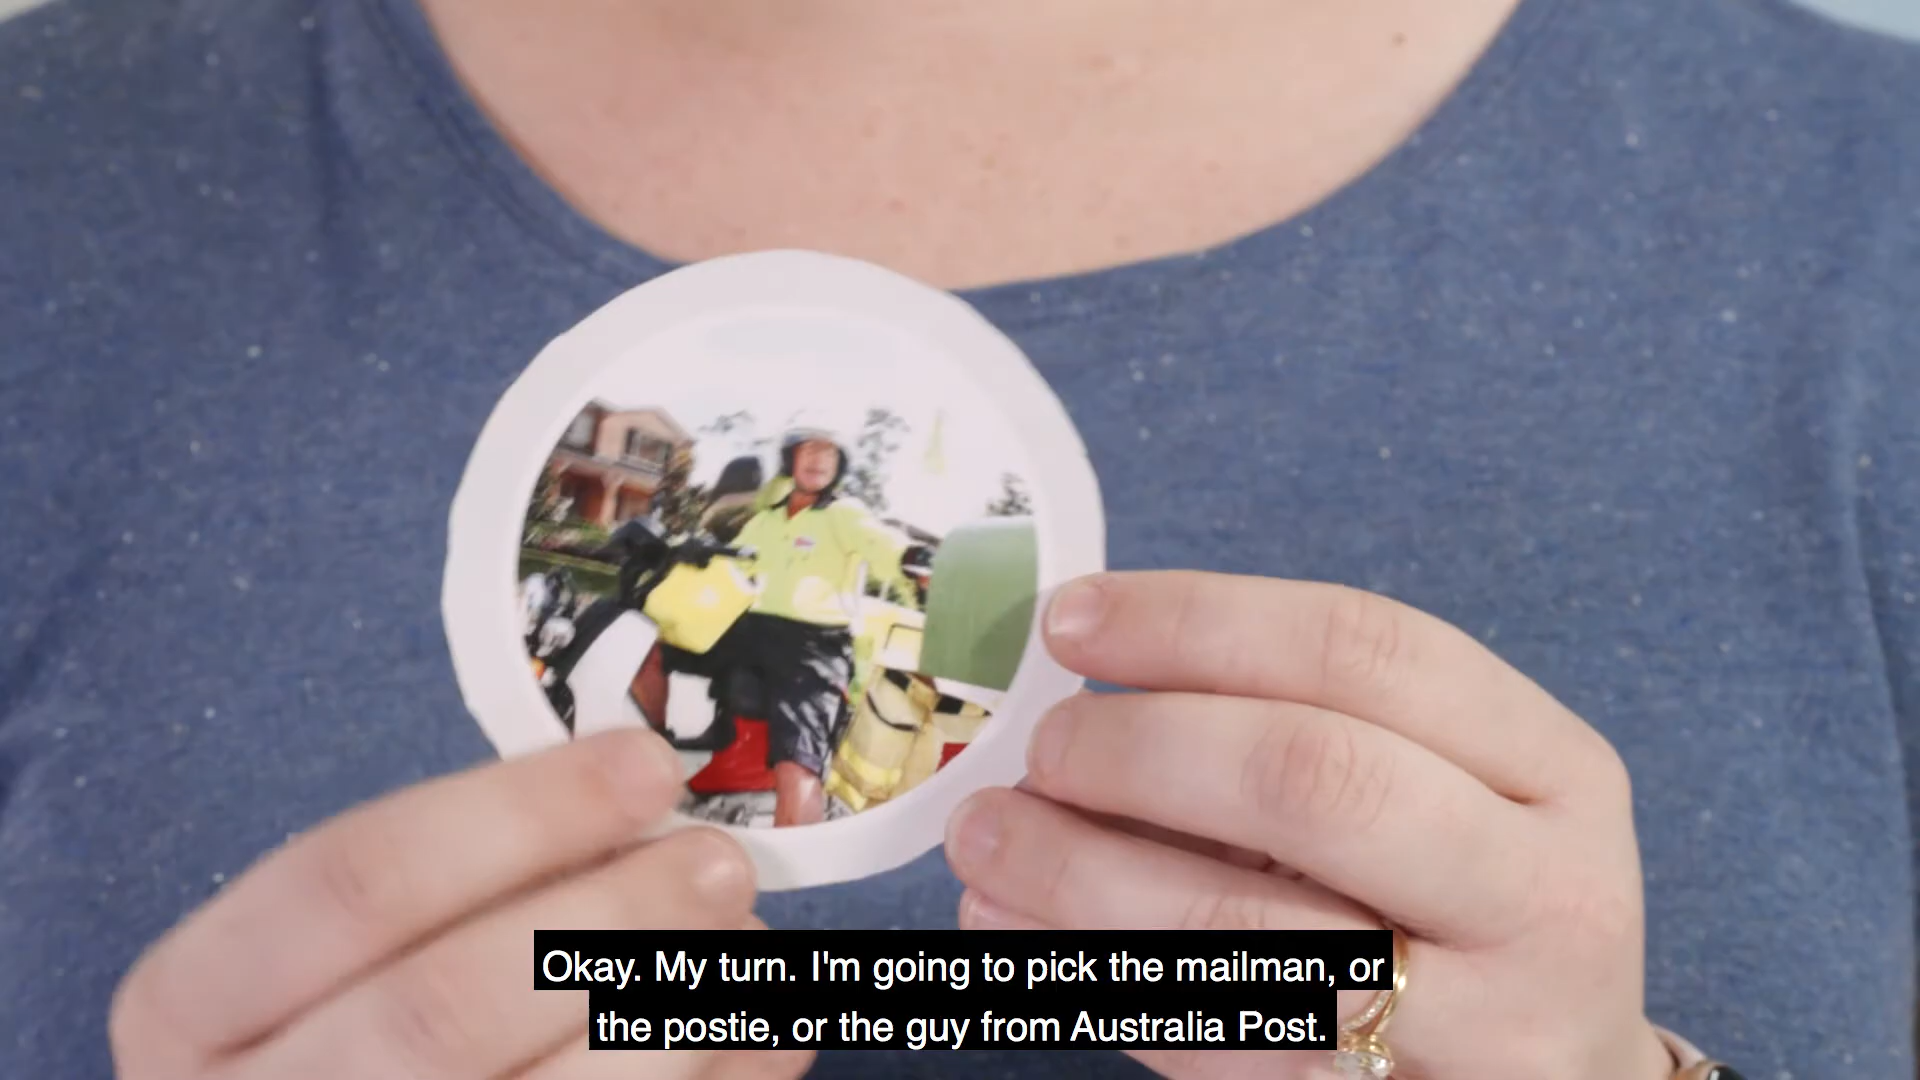 Okay. My turn. I'm going to pick the mailman, or
the postie, or the guy from Australia Post.